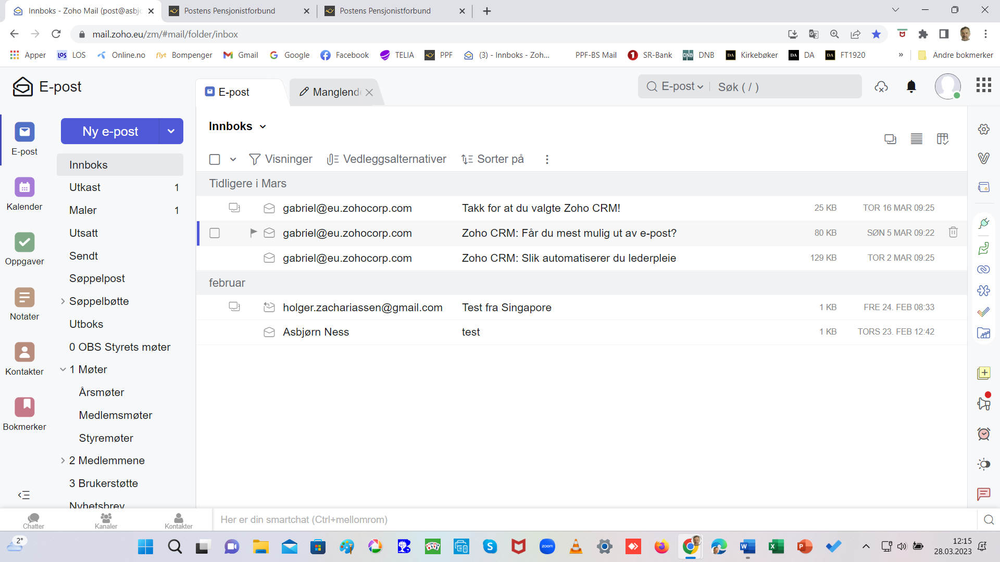 Innboks - Zoho Mail (post@asbj
Postens Pensjonistforbund
Postens Pensjonistforbund
mail.zoho.eu/zm/#mail/folder/inbox
Apper
LOS LOS
Online.no
flyt Bompenger
Gmail
Google
Facebook
TELIA
PPF
(3) - Innboks - Zoh...
PPF-BS Mail
SR-Bank
DNB DNB
DA Kirkebøker
DA DA
DA FT1920
»
Andre bokmerker
E-post
E-post
Manglend
E-post
Søk ( / )
Ny e-post
E-post
Kalender
Oppgaver
Notater
Kontakter
Bokmerker
Innboks
Utkast 1
Maler 1
Utsatt
Sendt
Søppelpost
Søppelbøtte
Utboks
0 OBS Styrets møter
1 Møter
Årsmøter
Medlemsmøter
Styremøter
2 Medlemmene
3 Brukerstøtte
Nyhetsbrev
Innboks
Visninger
Vedleggsalternativer
Sorter på
Tidligere i Mars
gabriel@eu.zohocorp.com Takk for at du valgte Zoho CRM! 25 KB TOR 16 MAR 09:25
gabriel@eu.zohocorp.com Zoho CRM: Får du mest mulig ut av e-post? 80 KB SØN 5 MAR 09:22
gabriel@eu.zohocorp.com Zoho CRM: Slik automatiserer du lederpleie 129 KB TOR 2 MAR 09:25
februar
holger.zachariassen@gmail.com Test fra Singapore 1 KB FRE 24. FEB 08:33
Asbjørn Ness test 1 KB TORS 23. FEB 12:42
Chatter
Kanaler
Kontakter
Her er din smartchat (Ctrl+mellomrom)
2°
zoom
12:15
28.03.2023